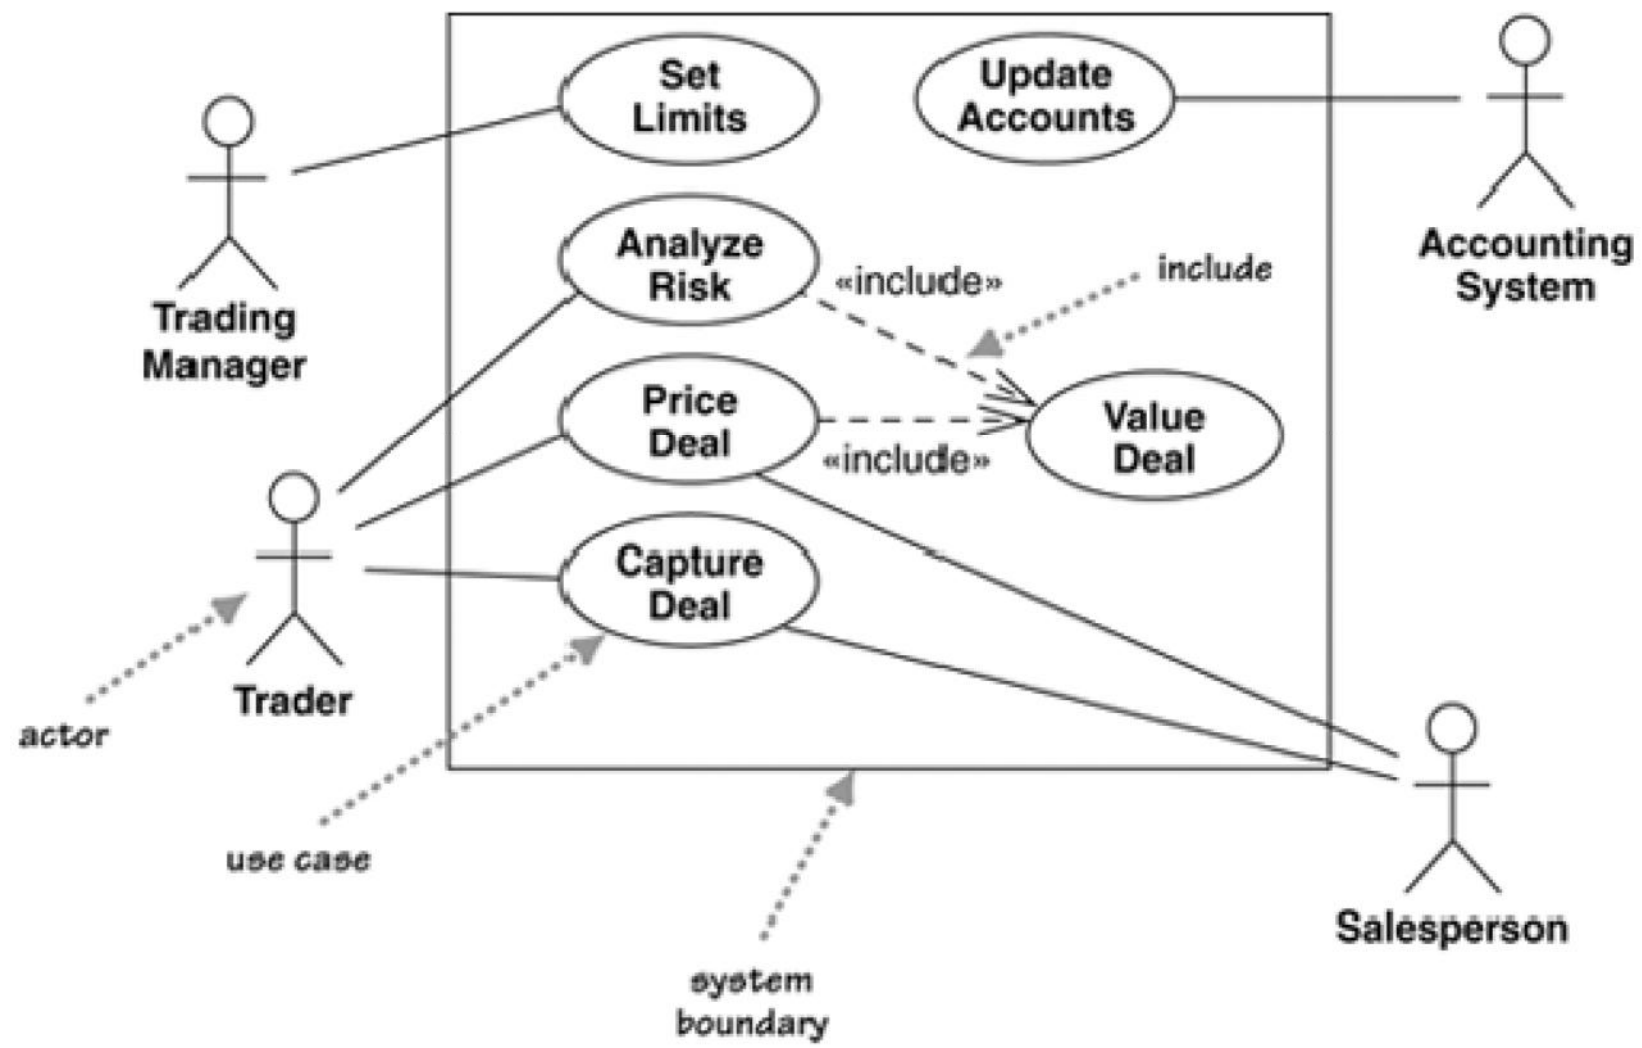 Set
Limits
Update
Accounts
Trading
Manager
Accounting
System
Analyze
Risk
«include»
include
Price
Deal
«include»
Value
Deal
Capture
Deal
Trader
actor
use case
Salesperson
system
boundary